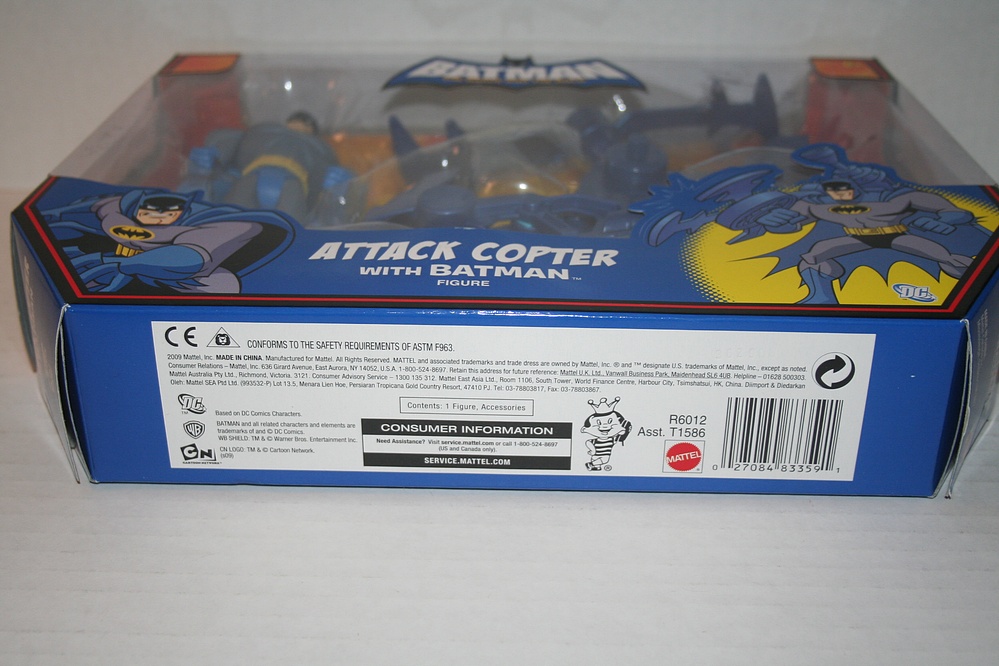 BATMAN
ATTACK COPTER
WITH BATMAN™
FIGURE
DC
CE
CONFORMS TO THE SAFETY REQUIREMENTS OF ASTM F963.
2009 Mattel, Inc. MADE IN CHINA. Manufactured for Mattel. All Rights Reserved. MATTEL and associated trademarks and trade dress are owned by Mattel, Inc. ® and ™ designate U.S. trademarks of Mattel, Inc., except as noted.
Consumer Relations – Mattel, Inc. 636 Girard Avenue, East Aurora, NY 14052, U.S.A. 1-800-524-8697. Retain this address for future reference: Mattel U.K. Ltd., Vanwall Business Park, Maidenhead SL6 4UB. Helpline – 01628 500303.
Mattel Australia Pty Ltd., Richmond, Victoria. 3121. Consumer Advisory Service – 1300 135 312. Mattel East Asia Ltd., Room 1106, South Tower, World Finance Centre, Harbour City, Tsimshatsui, HK, China. Diimport & Diedarkan
Oleh: Mattel SEA Ptd Ltd. (993532-P) Lot 13.5, Menara Lien Hoe, Persiaran Tropicana Golf Country Resort, 47410 PJ. Tel: 03-78803817, Fax: 03-78803867.
DC
TM
Based on DC Comics Characters.
WB
BATMAN and all related characters and elements are
trademarks of and © DC Comics.
WB SHIELD: TM & © Warner Bros. Entertainment Inc.
CN
CARTOON NETWORK
CN LOGO: TM & © Cartoon Network.
(s09)
Contents: 1 Figure, Accessories
CONSUMER INFORMATION
Need Assistance? Visit service.mattel.com or call 1-800-524-8697
(US and Canada only).
SERVICE.MATTEL.COM
®
R6012
Asst. T1586
MATTEL
0 27084 83359 1